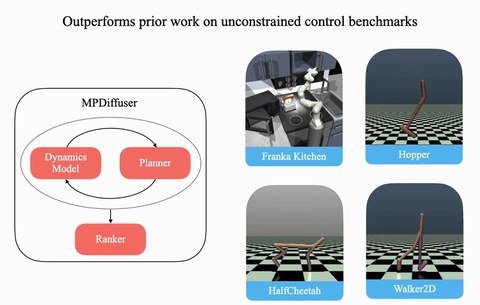 Outperforms prior work on unconstrained control benchmarks
MPDiffuser
Dynamics
Model
Planner
Ranker
Franka Kitchen
Hopper
HalfCheetah
Walker2D